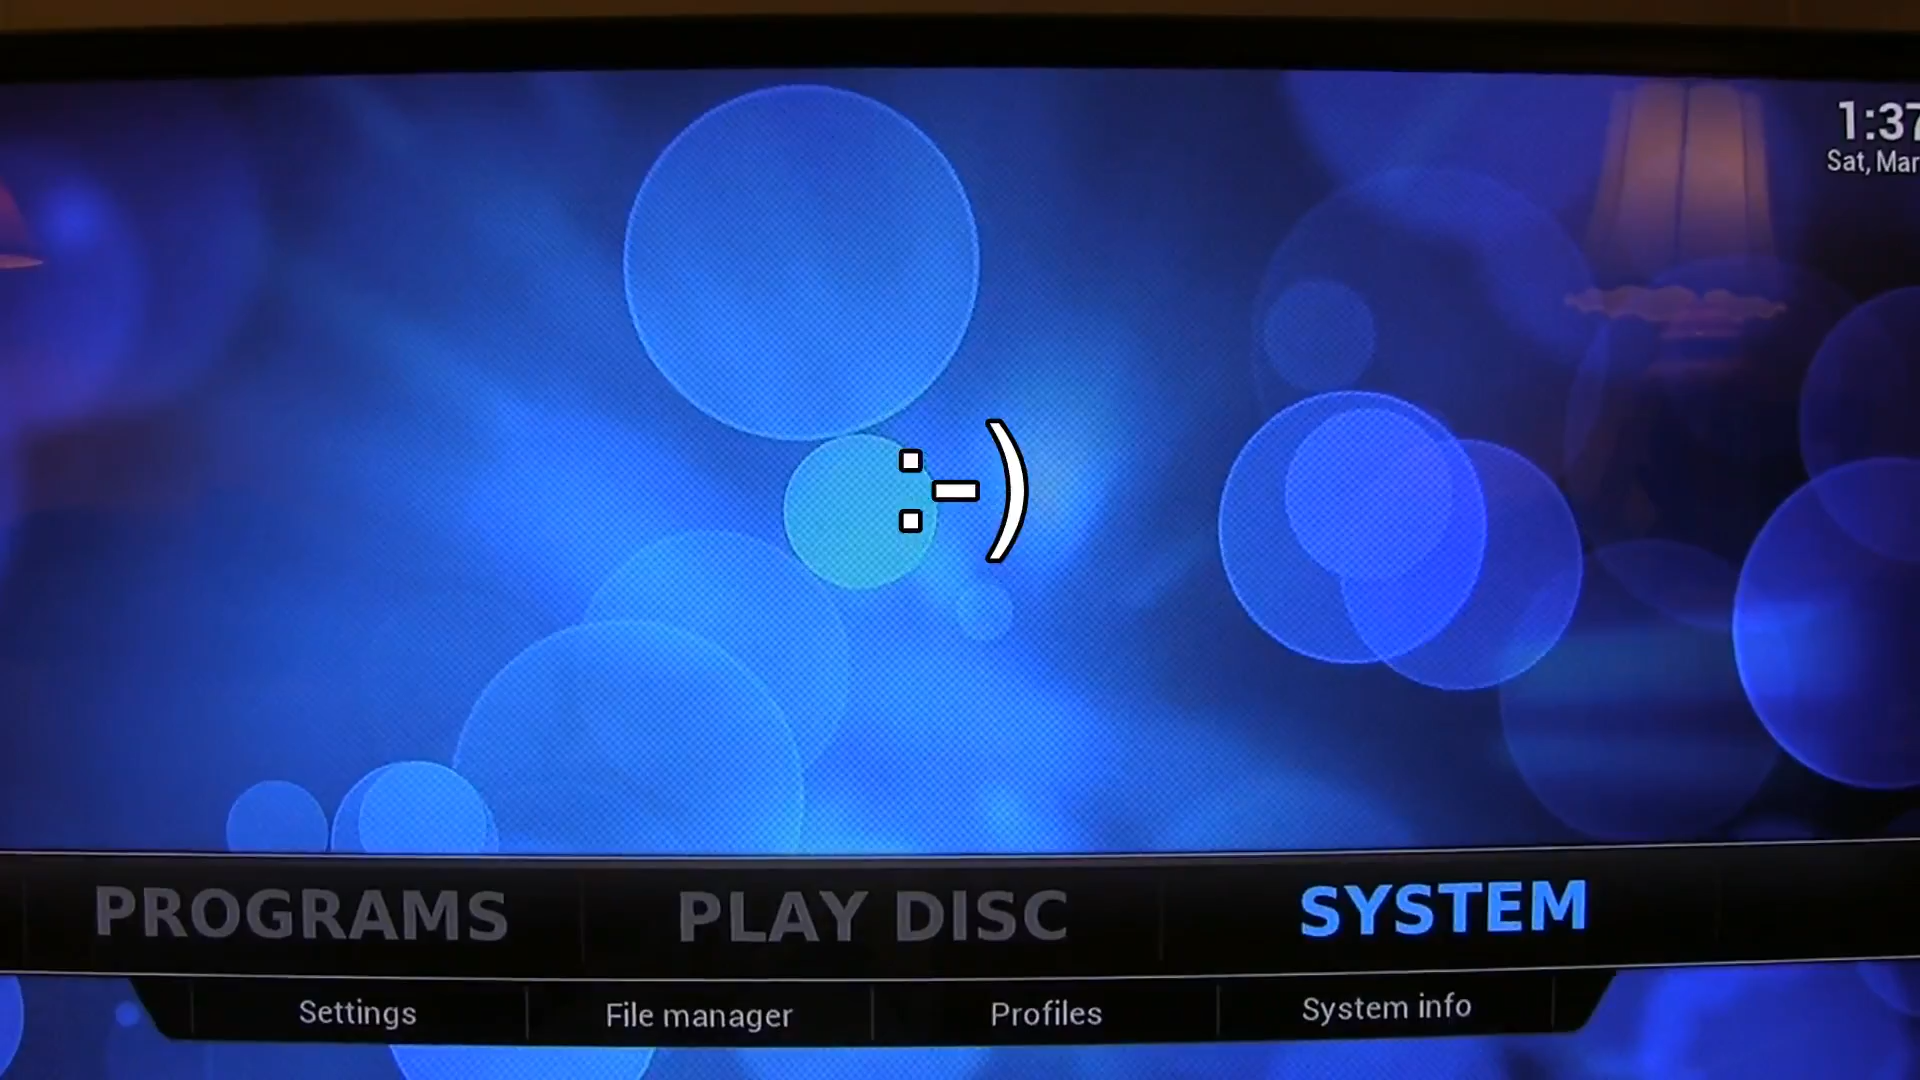 1:37
Sat, Mar
:-)
PROGRAMS PLAY DISC SYSTEM
Settings File manager Profiles System info